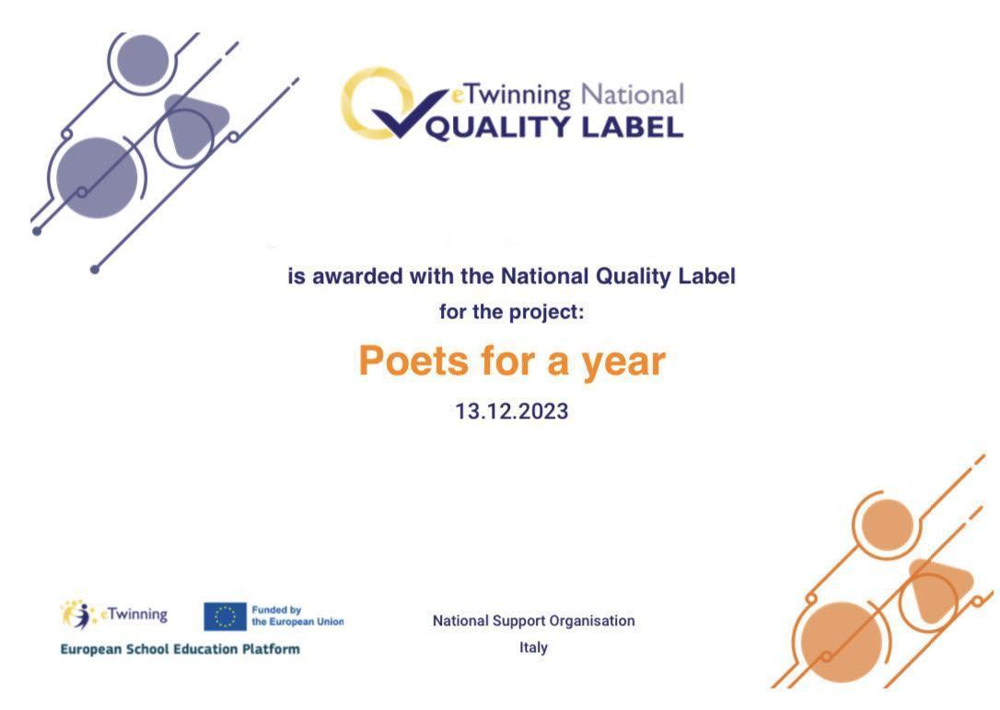 eTwinning National
QUALITY LABEL
is awarded with the National Quality Label
for the project:
Poets for a year
13.12.2023
eTwinning
Funded by
the European Union
European School Education Platform
National Support Organisation
Italy